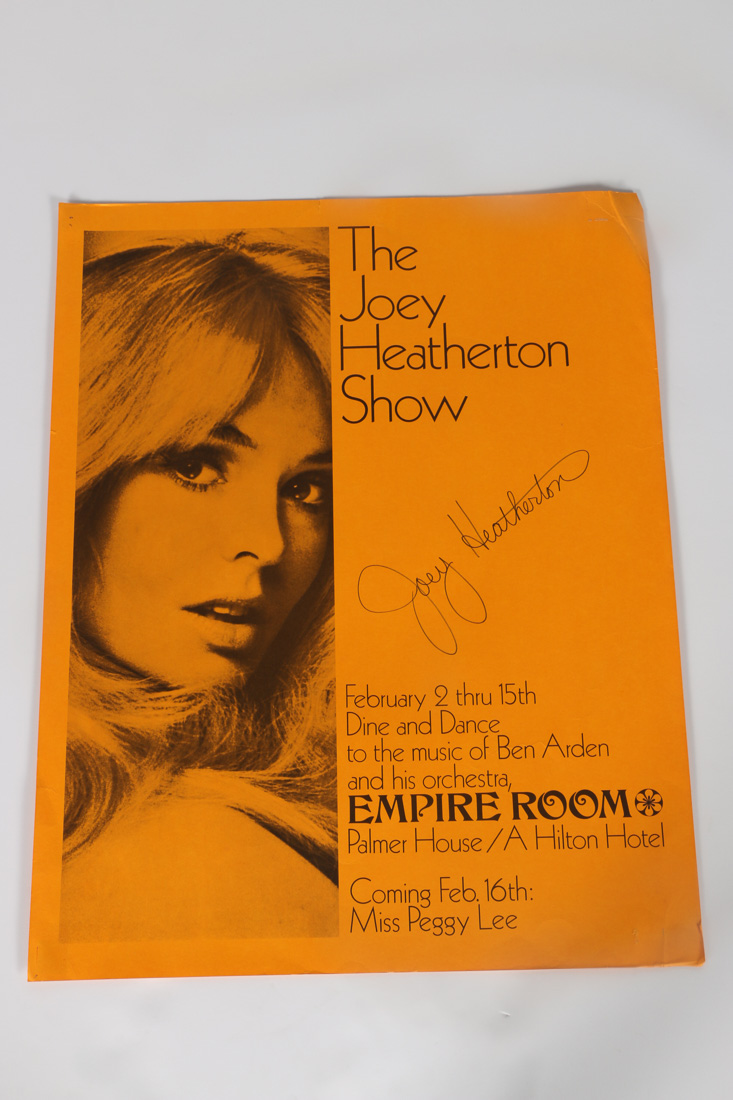 The
Joey
Heatherton
Show
Joey Heatherton
February 2 thru 15th
Dine and Dance
to the music of Ben Arden
and his orchestra,
EMPIRE ROOM
Palmer House / A Hilton Hotel
Coming Feb. 16th:
Miss Peggy Lee